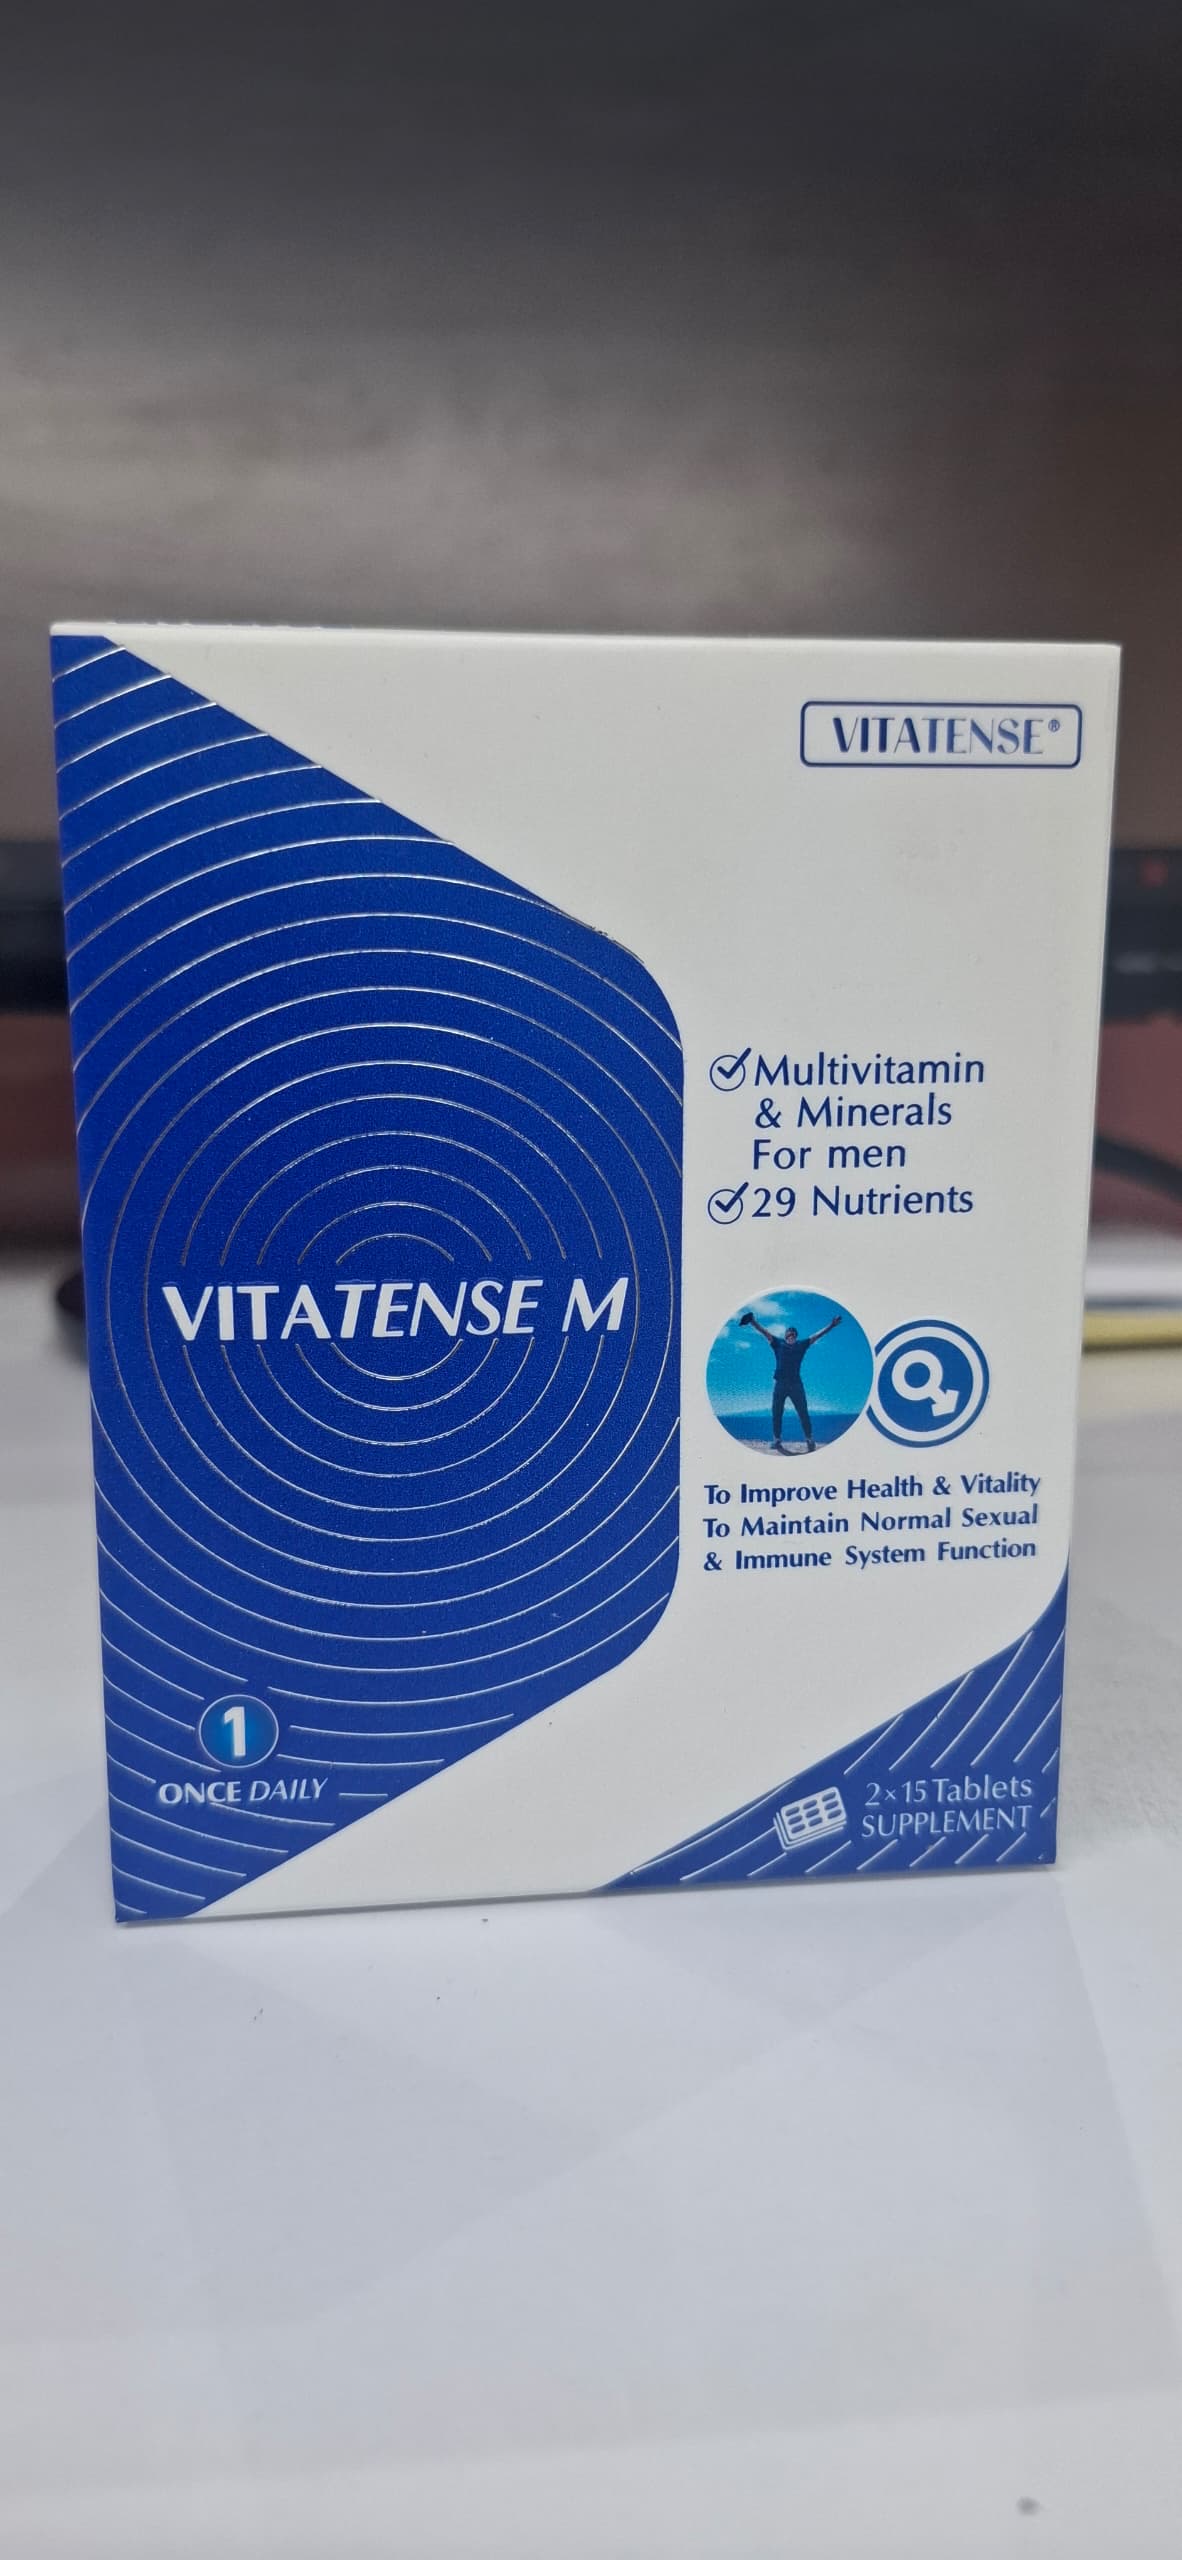 VITATENSE®
Multivitamin
& Minerals
For men
29 Nutrients
VITATENSE M
To Improve Health & Vitality
To Maintain Normal Sexual
& Immune System Function
1
ONCE DAILY
2×15 Tablets
SUPPLEMENT